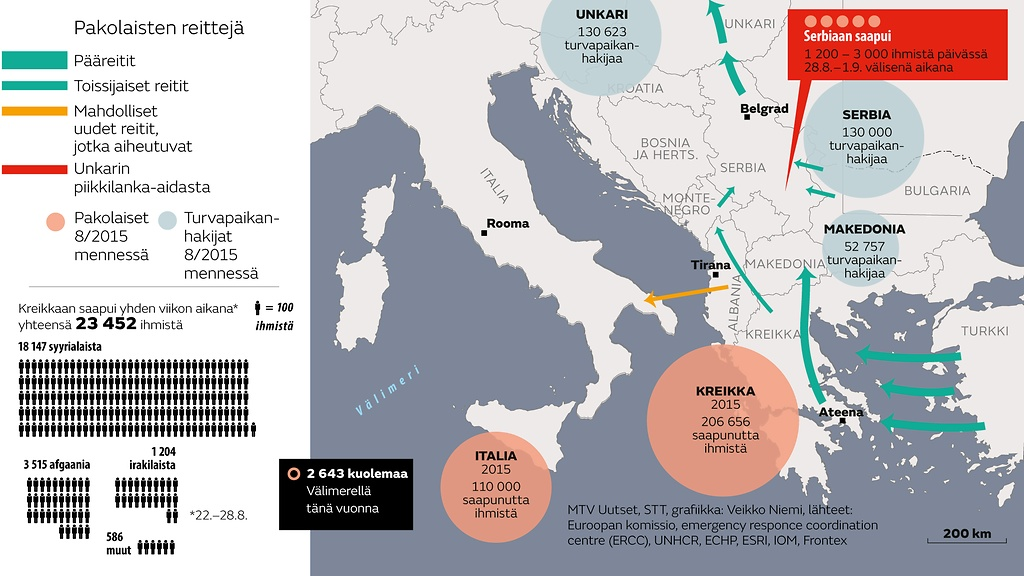 Pakolaisten reittejä
Pääreitit
Toissijaiset reitit
Mahdolliset
uudet reitit,
jotka aiheutuvat
Unkarin
piikkilanka-aidasta
Pakolaiset
8/2015
mennessä
Turvapaikan-
hakijat
8/2015
mennessä
Kreikkaan saapui yhden viikon aikana*
yhteensä 23 452 ihmistä
= 100
ihmistä
18 147 syyrialaista
3 515 afgaania
1 204
irakilaista
586
muut
*22.–28.8.
2 643 kuolemaa
Välimerellä
tänä vuonna
UNKARI
130 623
turvapaikan-
hakijaa
UNKARI
Serbiaan saapui
1 200 – 3 000 ihmistä päivässä
28.8.–1.9. välisenä aikana
KROATIA
Belgrad
SERBIA
130 000
turvapaikan-
hakijaa
BOSNIA
JA HERTS.
SERBIA
BULGARIA
MONTE-
NEGRO
ITALIA
Rooma
MAKEDONIA
52 757
turvapaikan-
hakijaa
Tirana
MAKEDONIA
ALBANIA
KREIKKA
TURKKI
Välimeri
KREIKKA
2015
206 656
saapunutta
ihmistä
Ateena
ITALIA
2015
110 000
saapunutta
ihmistä
MTV Uutset, STT, grafiikka: Veikko Niemi, lähteet:
Euroopan komissio, emergency responce coordination
centre (ERCC), UNHCR, ECHP, ESRI, IOM, Frontex
200 km